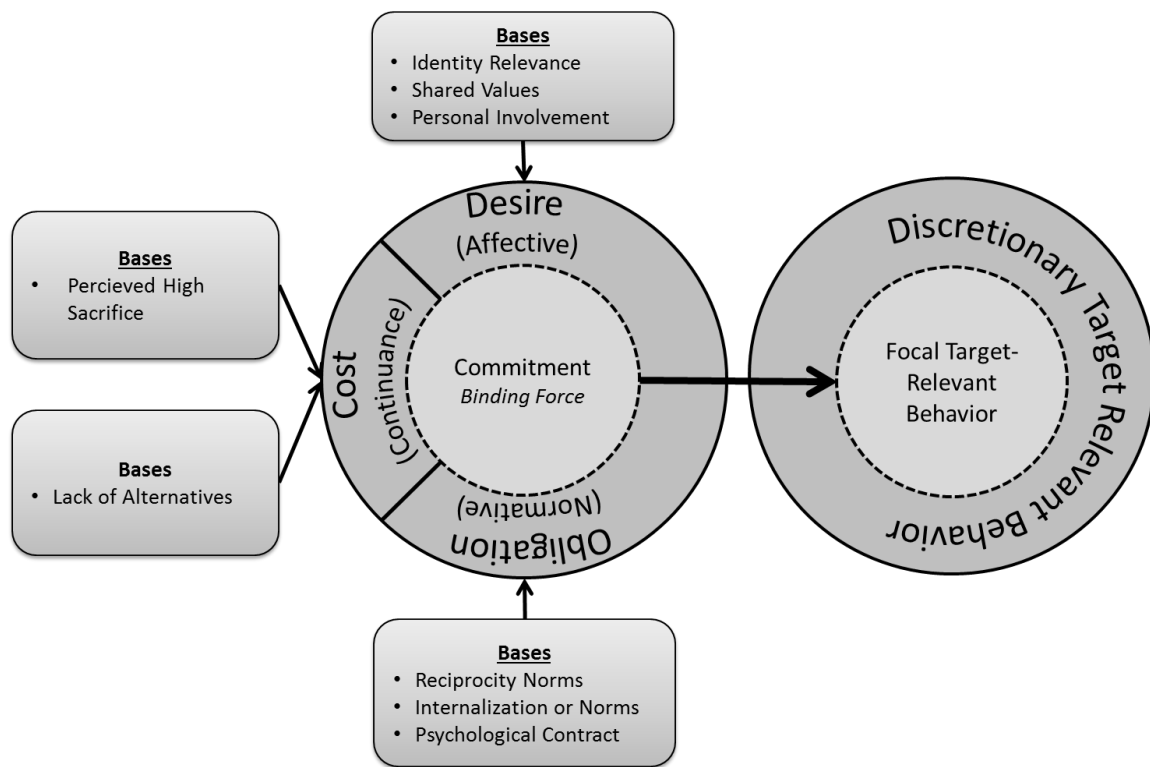 Bases
• Identity Relevance
• Shared Values
• Personal Involvement
Bases
• Percieved High
Sacrifice
Bases
• Lack of Alternatives
Desire
(Affective)
Cost
(Continuance)
Commitment
Binding Force
(Normative)
Obligation
Discretionary Target Relevant Behavior
Focal Target-
Relevant
Behavior
Bases
• Reciprocity Norms
• Internalization or Norms
• Psychological Contract